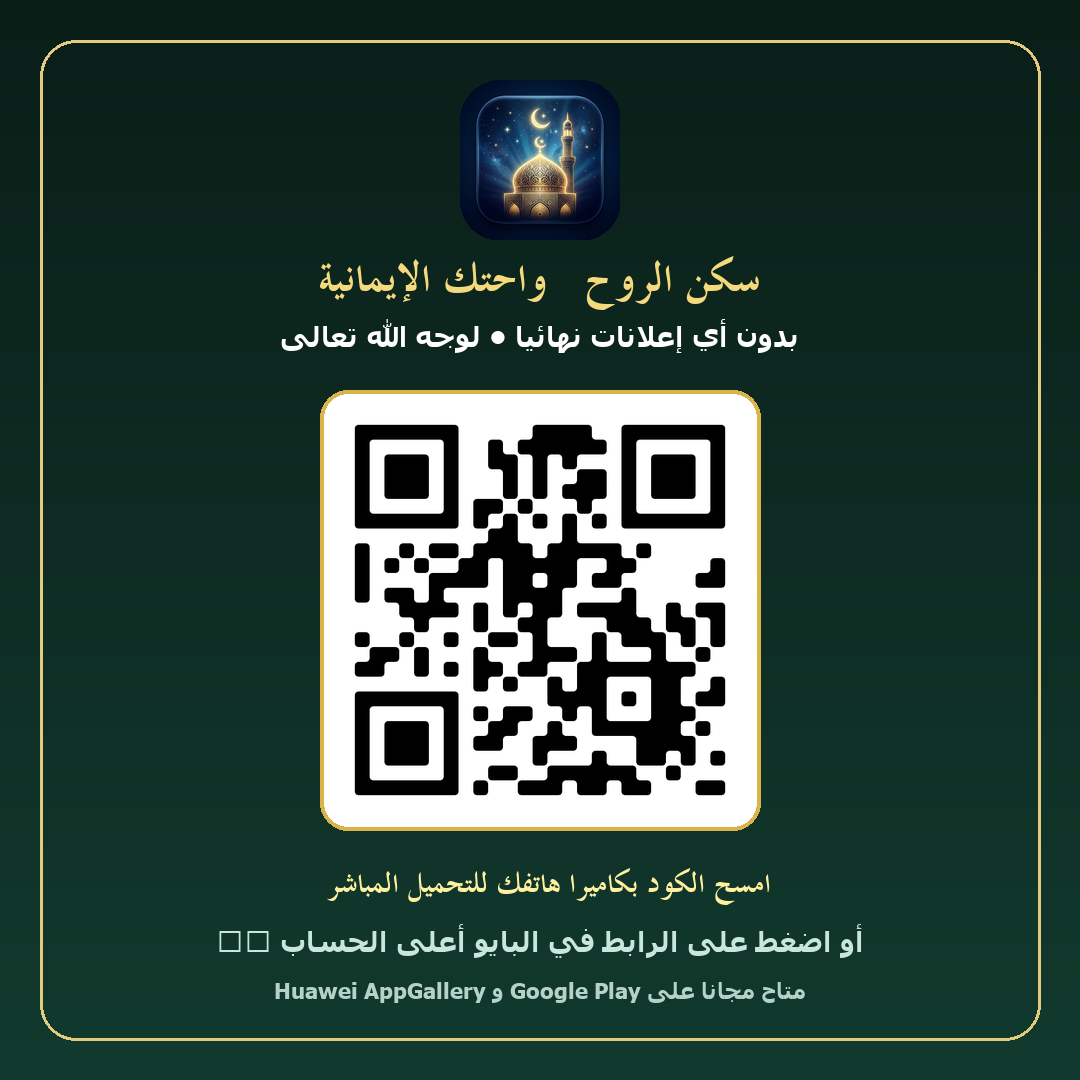 سكن الروح واحتك الإيمانية
بدون أي إعلانات نهائيا • لوجه الله تعالى
امسح الكود بكاميرا هاتفك للتحميل المباشر
أو اضغط على الرابط في البايو أعلى الحساب □□
متاح مجانا على Google Play و Huawei AppGallery